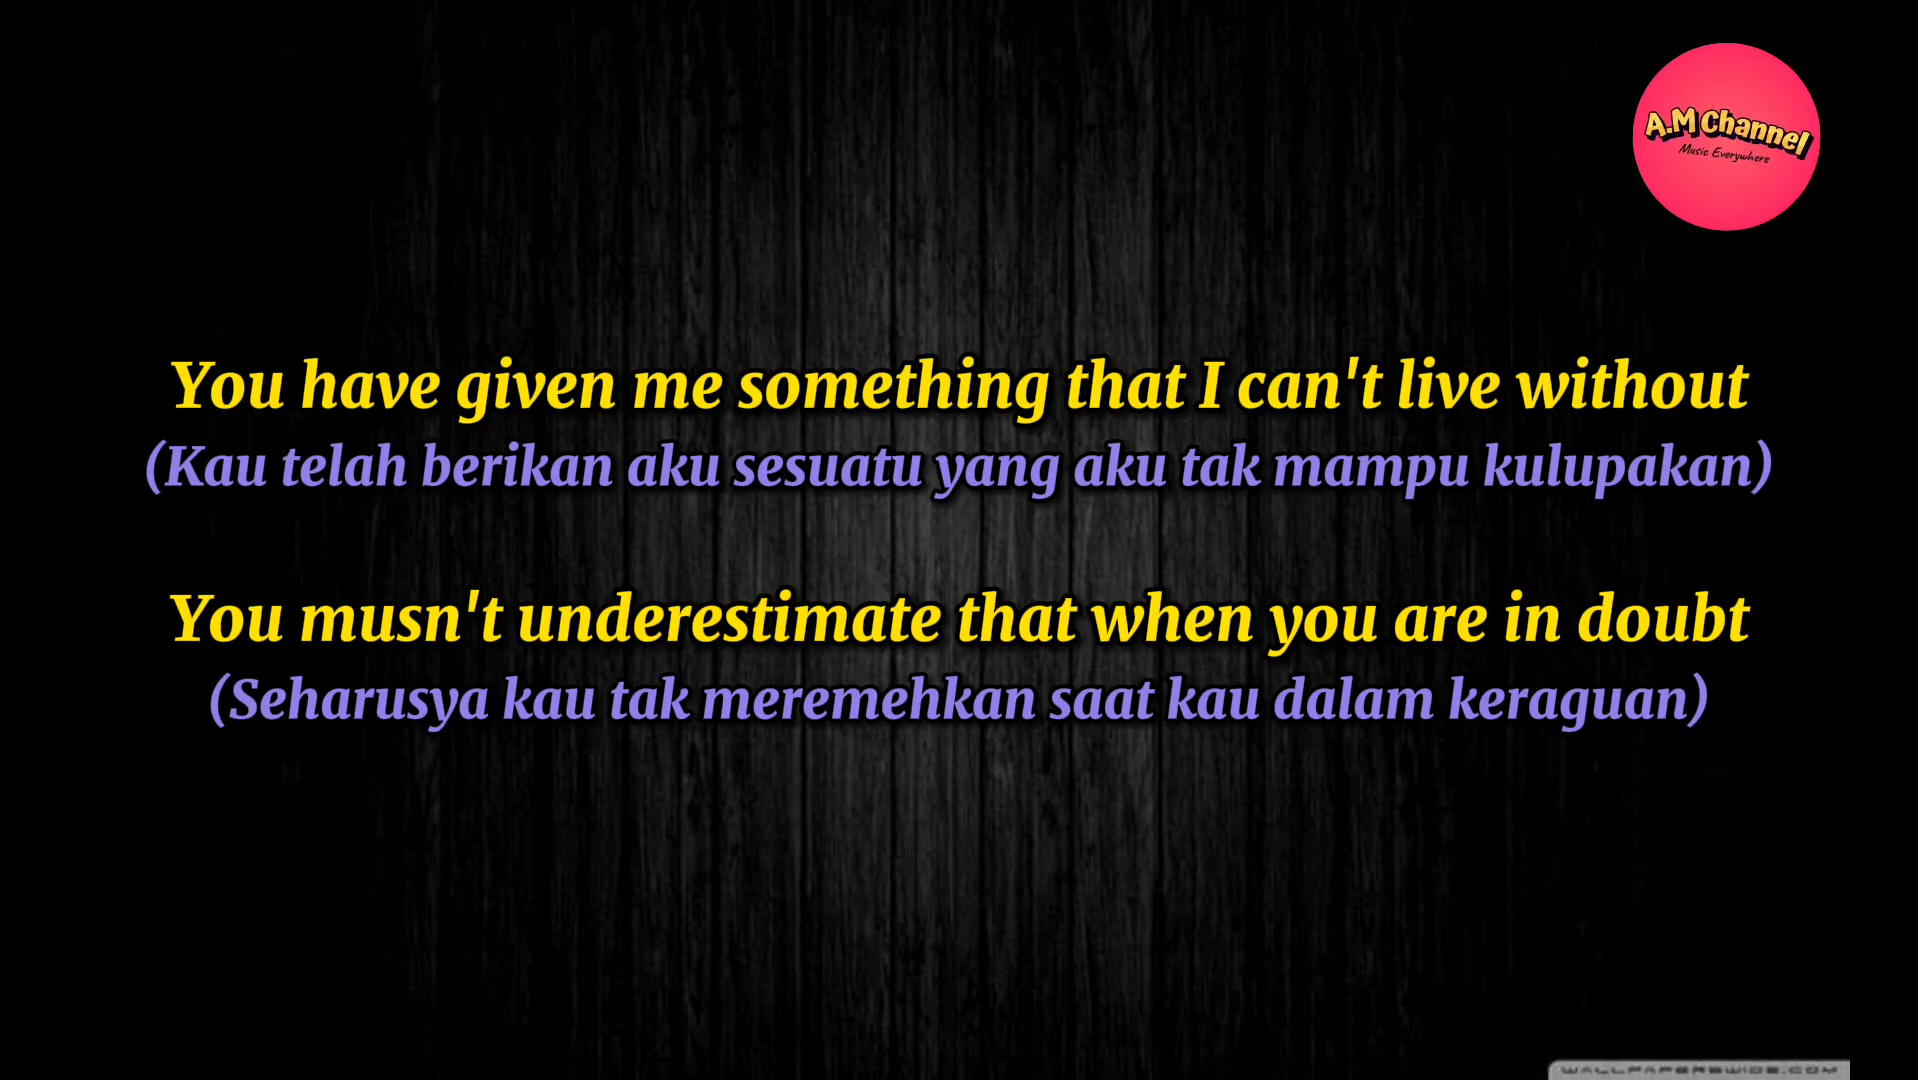 A.M Channel
Music Everywhere
You have given me something that I can't live without
(Kau telah berikan aku sesuatu yang aku tak mampu kulupakan)
You musn't underestimate that when you are in doubt
(Seharusya kau tak meremehkan saat kau dalam keraguan)
WALLPAPERSWIDE.COM